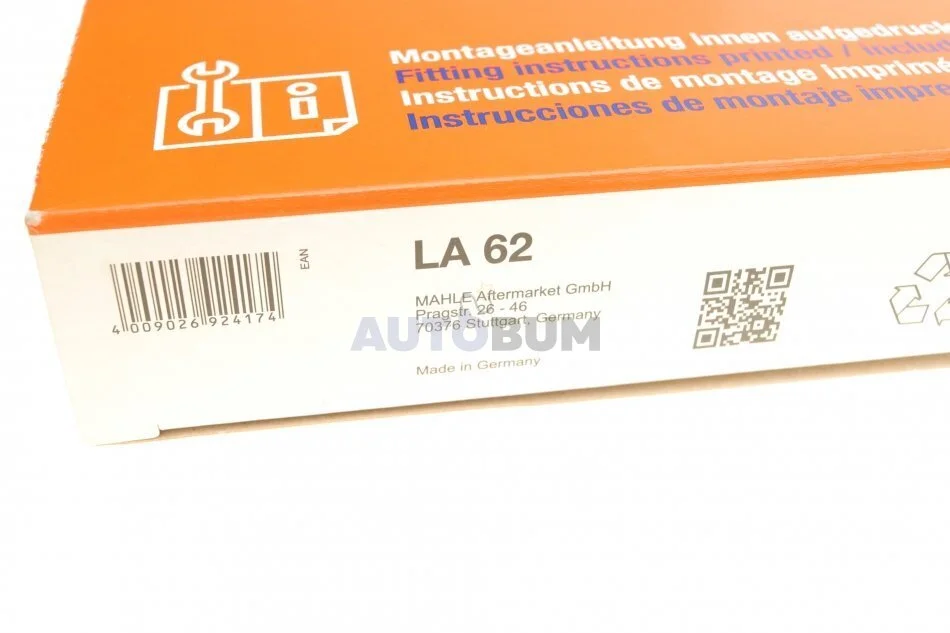 Montageanleitung innen aufgedruck
Fitting instructions printed / includ
Instructions de montage imprimé
Instrucciones de montaje impre
EAN
4 009026 924174
LA 62
MAHLE Aftermarket GmbH
Pragstr. 26 - 46
70376 Stuttgart, Germany
AUTOBUM
Made in Germany